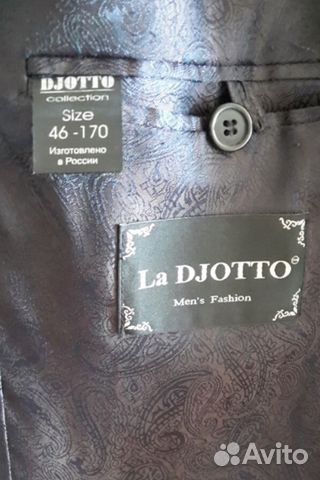 DJOTTO
collection
Size
46-170
Изготовлено
в России
La DJOTTO
Men's Fashion
Avito